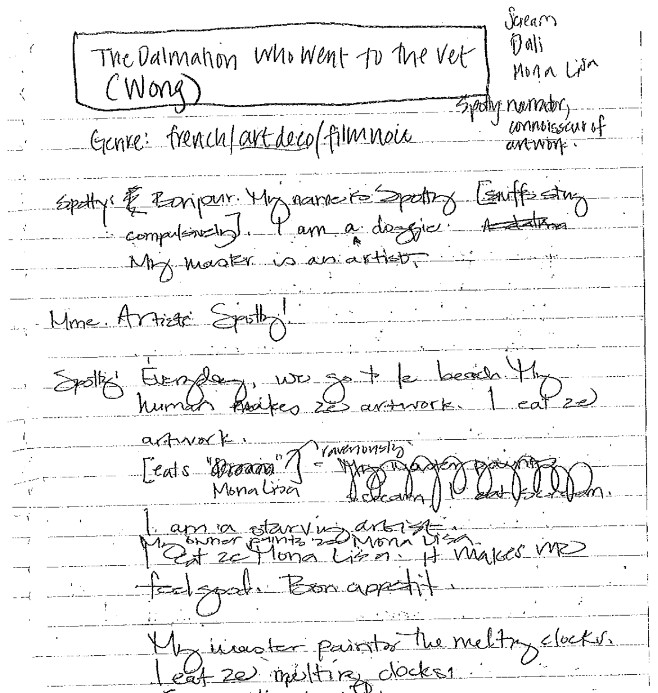 Scream
Dali
Mona Lisa
The Dalmation who went to the vet
(Wong)
Spotty narrator,
connoisseur of
artwork.
Genre: french/art deco/film noir
Spotty: Bonjour. My name is Spotty [sniffs
compulsively]. I am a doggie.
My master is an artist.
Mme. Artiste: Spotty!
Spotty: Everyday, we go to ze beach. My
human makes ze artwork. I eat ze
artwork.
[eats "Scream"] ravenously
Mona Lisa
My master paints
scream. I eat scream.
I am a starving artist.
My owner paints ze Mona Lisa.
I eat ze Mona Lisa. It makes me
feel good. Bon appetit.
My master paints the melting clocks.
I eat ze melting clocks.